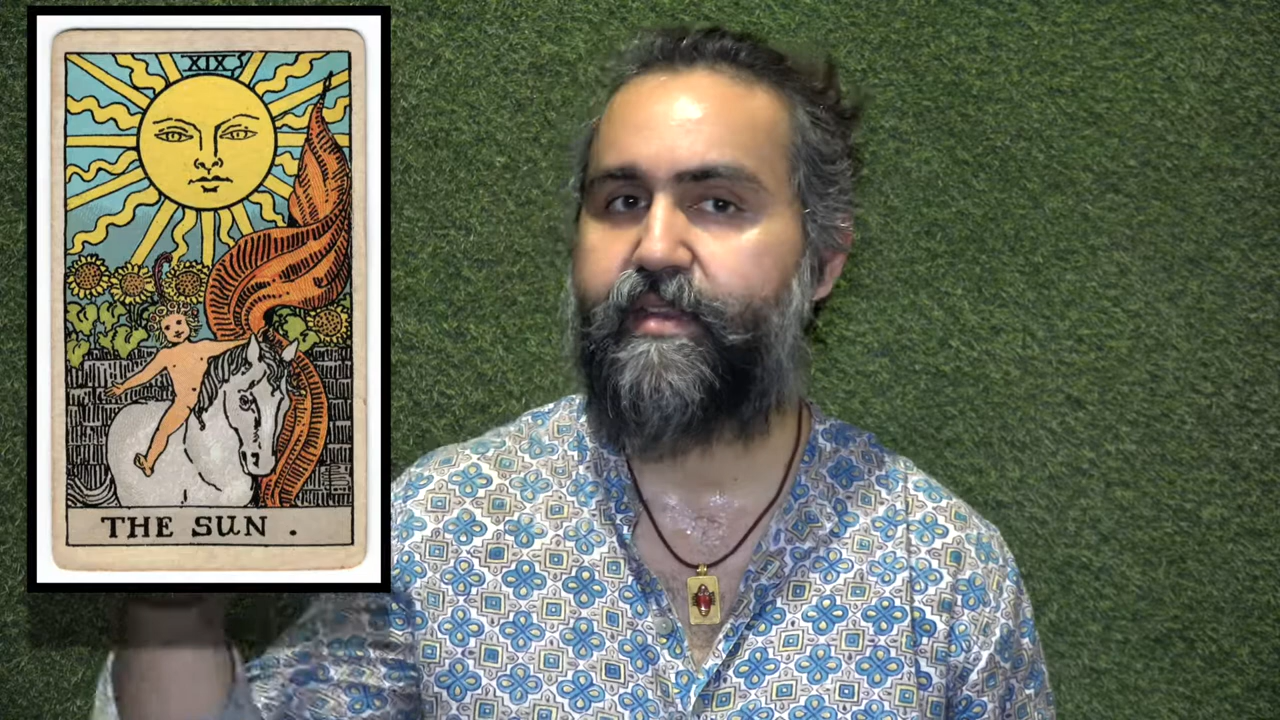 XIX
THE SUN .